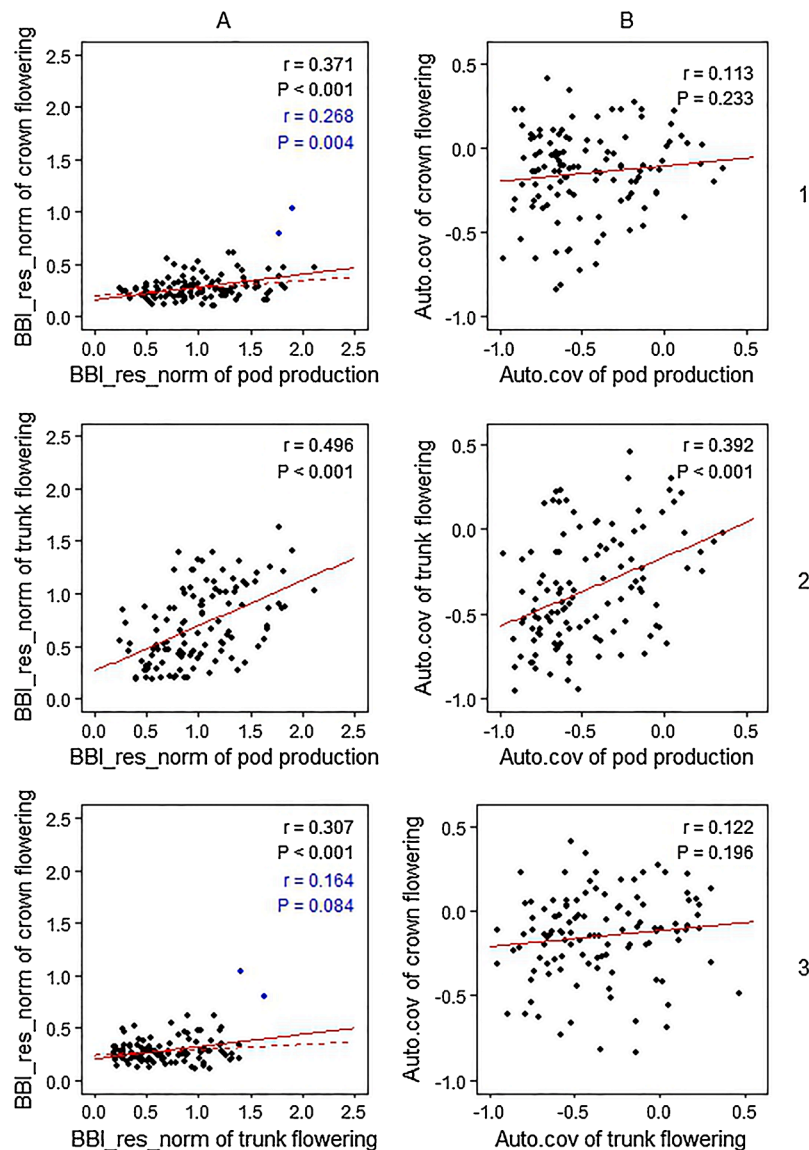 A
B
BBI_res_norm of crown flowering
2.5
2.0
1.5
1.0
0.5
0.0
r = 0.371
P < 0.001
r = 0.268
P = 0.004
0.0 0.5 1.0 1.5 2.0 2.5
BBI_res_norm of pod production
Auto.cov of crown flowering
0.5
0.0
-0.5
-1.0
r = 0.113
P = 0.233
-1.0 -0.5 0.0 0.5
Auto.cov of pod production
1
BBI_res_norm of trunk flowering
2.5
2.0
1.5
1.0
0.5
0.0
r = 0.496
P < 0.001
0.0 0.5 1.0 1.5 2.0 2.5
BBI_res_norm of pod production
Auto.cov of trunk flowering
0.5
0.0
-0.5
-1.0
r = 0.392
P < 0.001
-1.0 -0.5 0.0 0.5
Auto.cov of pod production
2
BBI_res_norm of crown flowering
2.5
2.0
1.5
1.0
0.5
0.0
r = 0.307
P < 0.001
r = 0.164
P = 0.084
0.0 0.5 1.0 1.5 2.0 2.5
BBI_res_norm of trunk flowering
Auto.cov of crown flowering
0.5
0.0
-0.5
-1.0
r = 0.122
P = 0.196
-1.0 -0.5 0.0 0.5
Auto.cov of trunk flowering
3